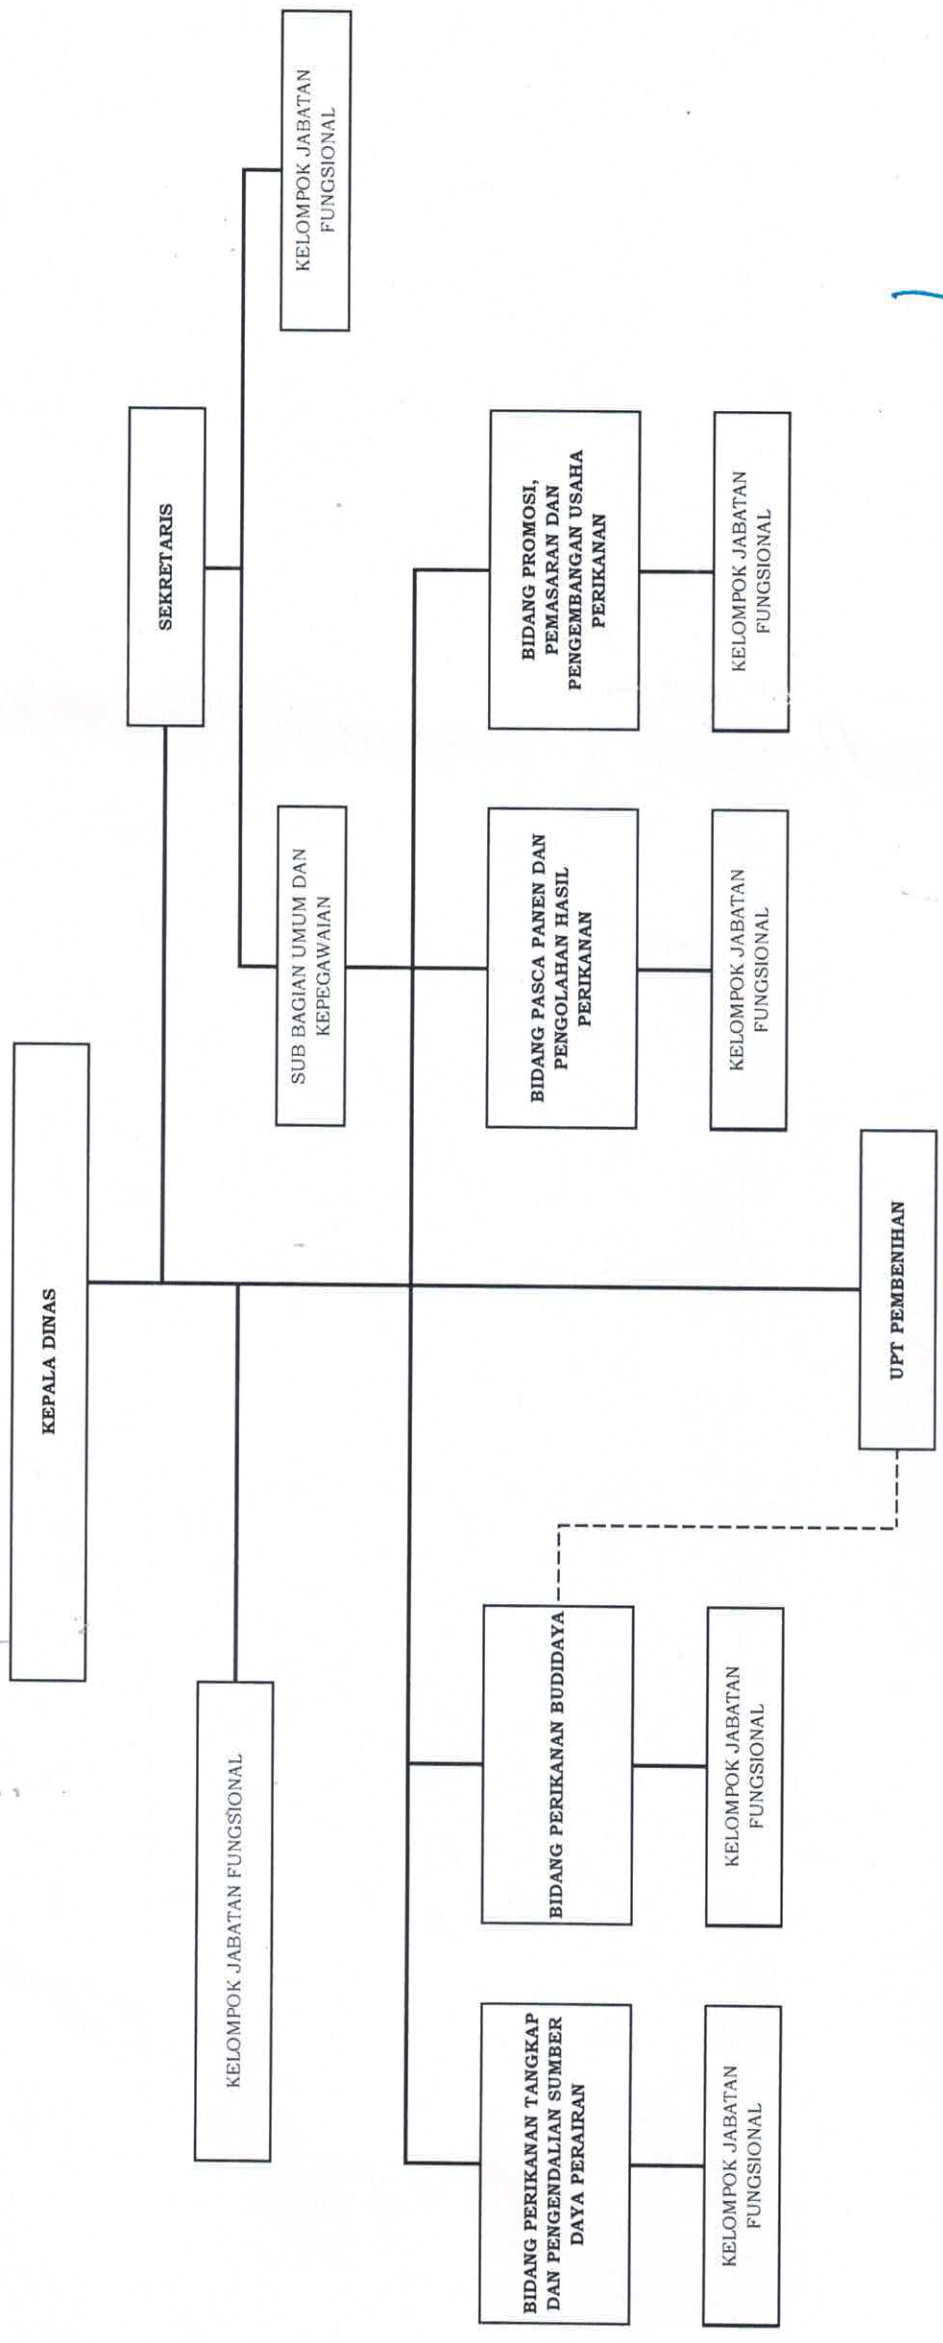 KEPALA DINAS
SEKRETARIS
KELOMPOK JABATAN FUNGSIONAL
SUB BAGIAN UMUM DAN
KEPEGAWAIAN
KELOMPOK JABATAN
FUNGSIONAL
BIDANG PERIKANAN TANGKAP
DAN PENGENDALIAN SUMBER
DAYA PERAIRAN
BIDANG PERIKANAN BUDIDAYA
BIDANG PASCA PANEN DAN
PENGOLAHAN HASIL
PERIKANAN
BIDANG PROMOSI,
PEMASARAN DAN
PENGEMBANGAN USAHA
PERIKANAN
KELOMPOK JABATAN
FUNGSIONAL
KELOMPOK JABATAN
FUNGSIONAL
KELOMPOK JABATAN
FUNGSIONAL
KELOMPOK JABATAN
FUNGSIONAL
UPT PEMBENIHAN